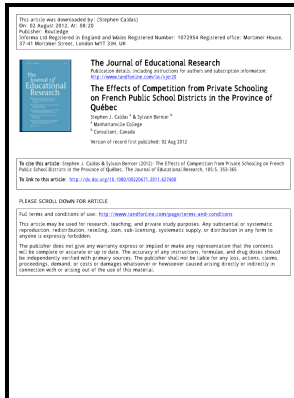 This article was downloaded by: [Stephen Caldas]
On: 02 August 2012, At: 08:20
Publisher: Routledge
Informa Ltd Registered in England and Wales Registered Number: 1072954 Registered office: Mortimer House,
37-41 Mortimer Street, London W1T 3JH, UK
The Journal of Educational Research
Publication details, including instructions for authors and subscription information:
http://www.tandfonline.com/loi/vjer20
The Effects of Competition from Private Schooling
on French Public School Districts in the Province of
Québec
Stephen J. Caldas a & Sylvain Bernier b
a Manhattanville College
b Consultant, Canada
Version of record first published: 02 Aug 2012
The
Journal of
Educational
Research
To cite this article: Stephen J. Caldas & Sylvain Bernier (2012): The Effects of Competition from Private Schooling on French
Public School Districts in the Province of Québec, The Journal of Educational Research, 105:5, 353-365
To link to this article: http://dx.doi.org/10.1080/00220671.2011.627400
PLEASE SCROLL DOWN FOR ARTICLE
Full terms and conditions of use: http://www.tandfonline.com/page/terms-and-conditions
This article may be used for research, teaching, and private study purposes. Any substantial or systematic
reproduction, redistribution, reselling, loan, sub-licensing, systematic supply, or distribution in any form to
anyone is expressly forbidden.
The publisher does not give any warranty express or implied or make any representation that the contents
will be complete or accurate or up to date. The accuracy of any instructions, formulae, and drug doses should
be independently verified with primary sources. The publisher shall not be liable for any loss, actions, claims,
proceedings, demand, or costs or damages whatsoever or howsoever caused arising directly or indirectly in
connection with or arising out of the use of this material.